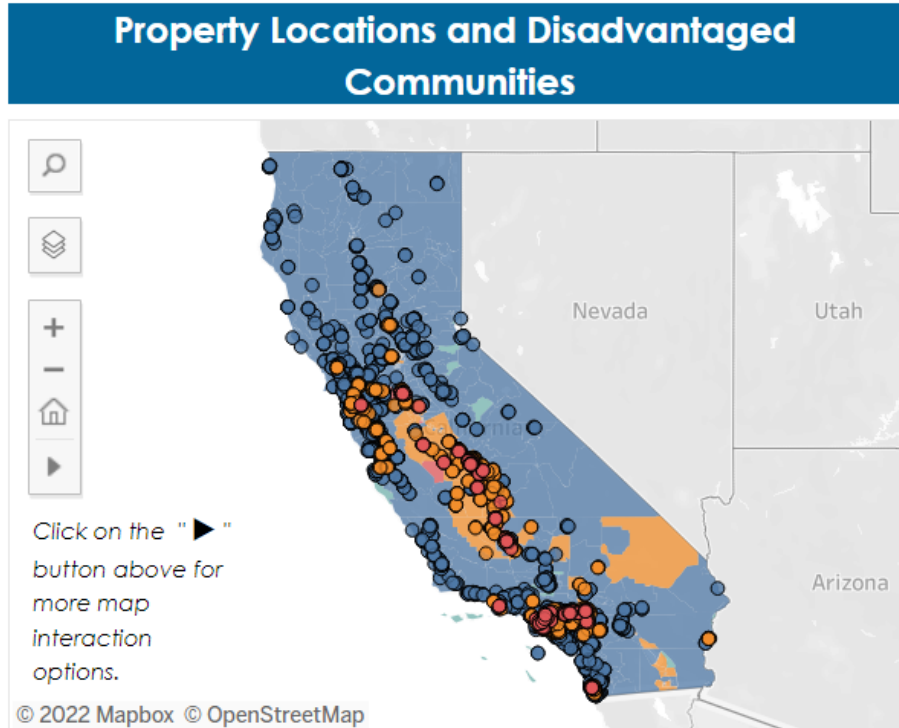 Property Locations and Disadvantaged
Communities
Nevada
Utah
California
Arizona
Click on the "▶"
button above for
more map
interaction
options.
© 2022 Mapbox © OpenStreetMap